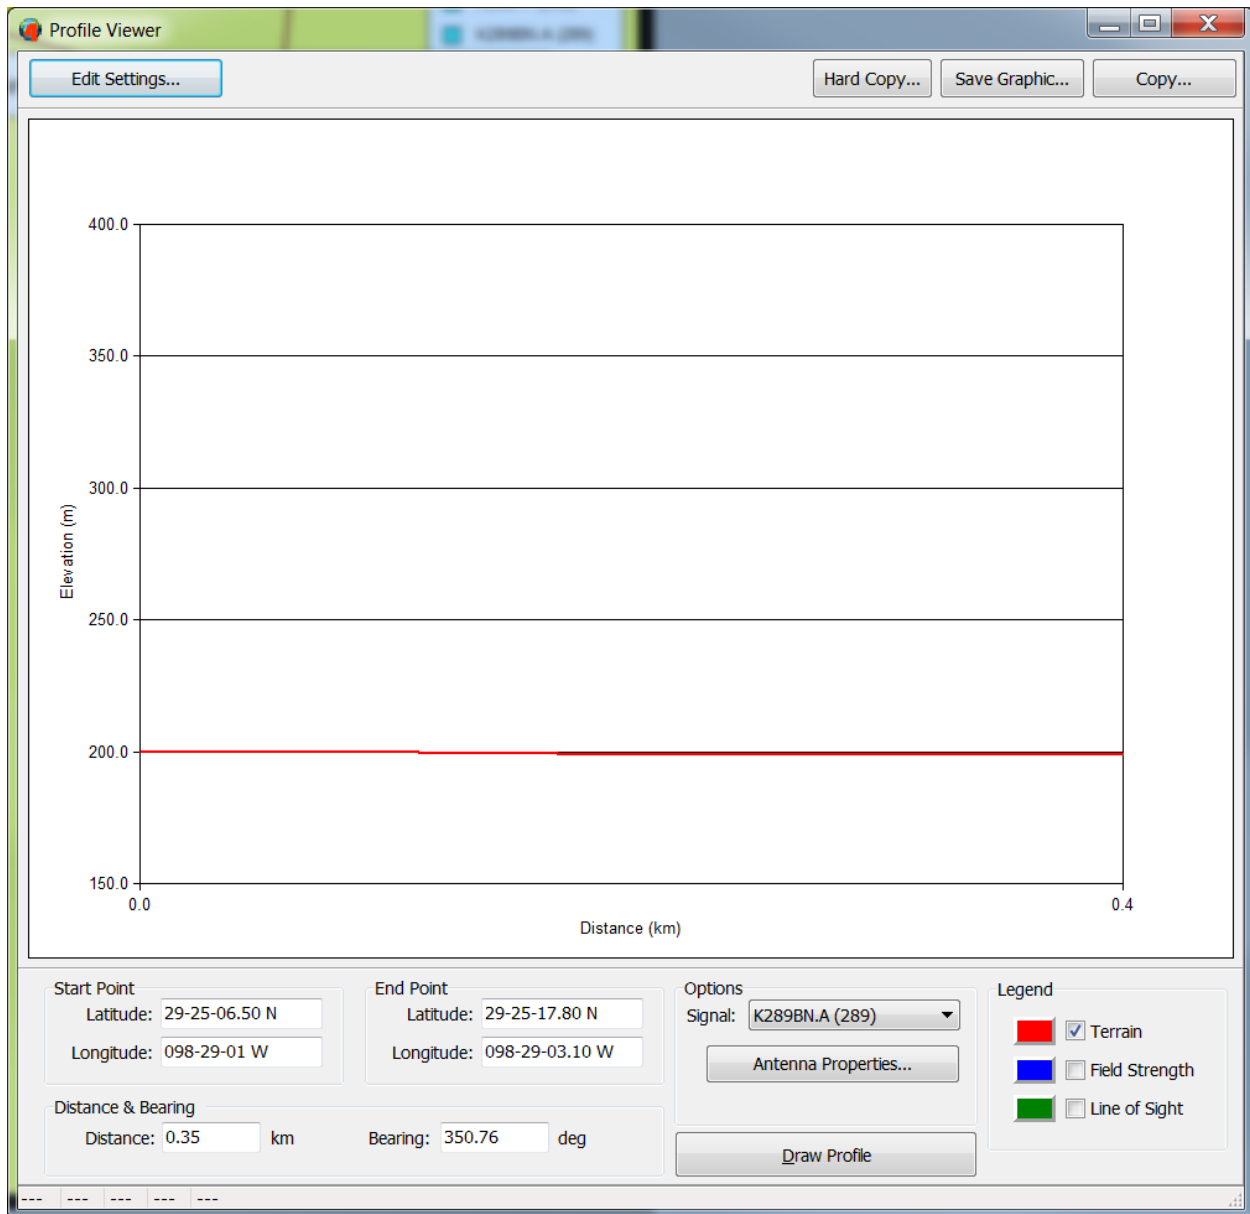 Profile Viewer
Edit Settings...
Hard Copy...
Save Graphic...
Copy...
400.0
350.0
300.0
250.0
200.0
150.0
Elevation (m)
0.0
0.4
Distance (km)
Start Point
Latitude: 29-25-06.50 N
Longitude: 098-29-01 W
End Point
Latitude: 29-25-17.80 N
Longitude: 098-29-03.10 W
Distance & Bearing
Distance: 0.35 km
Bearing: 350.76 deg
Options
Signal: K289BN.A (289)
Antenna Properties...
Draw Profile
Legend
Terrain
Field Strength
Line of Sight
--- --- --- --- ---